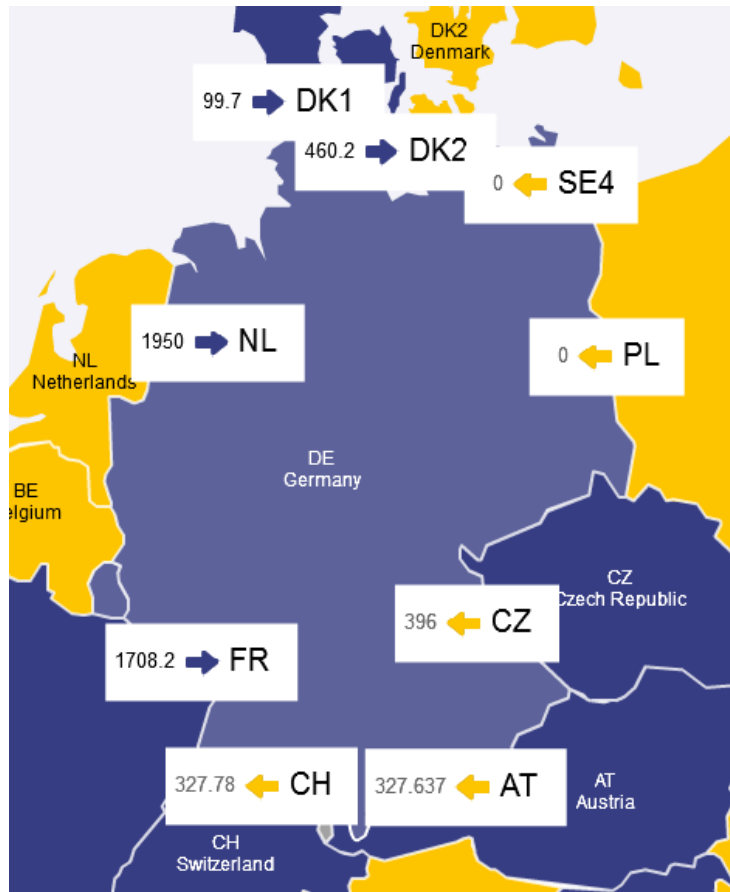 DK2
Denmark
99.7 DK1
460.2 DK2
0 SE4
1950 NL
0 PL
NL
Netherlands
DE
Germany
BE
elgium
CZ
Czech Republic
396 CZ
1708.2 FR
327.78 CH
327.637 AT
AT
Austria
CH
Switzerland